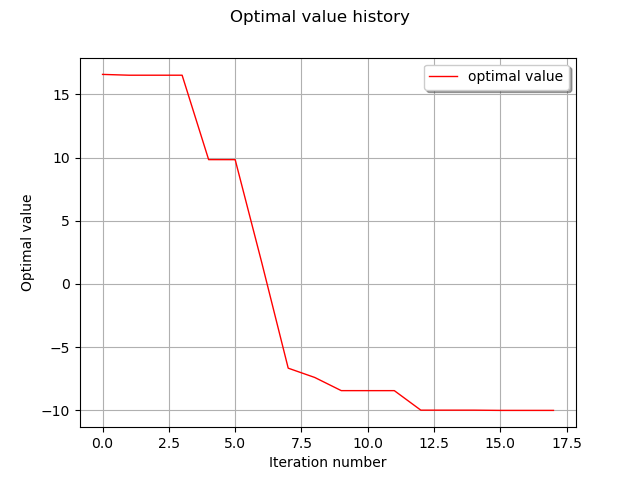 Optimal value history
optimal value
15
10
5
0
−5
−10
Optimal value
0.0 2.5 5.0 7.5 10.0 12.5 15.0 17.5
Iteration number